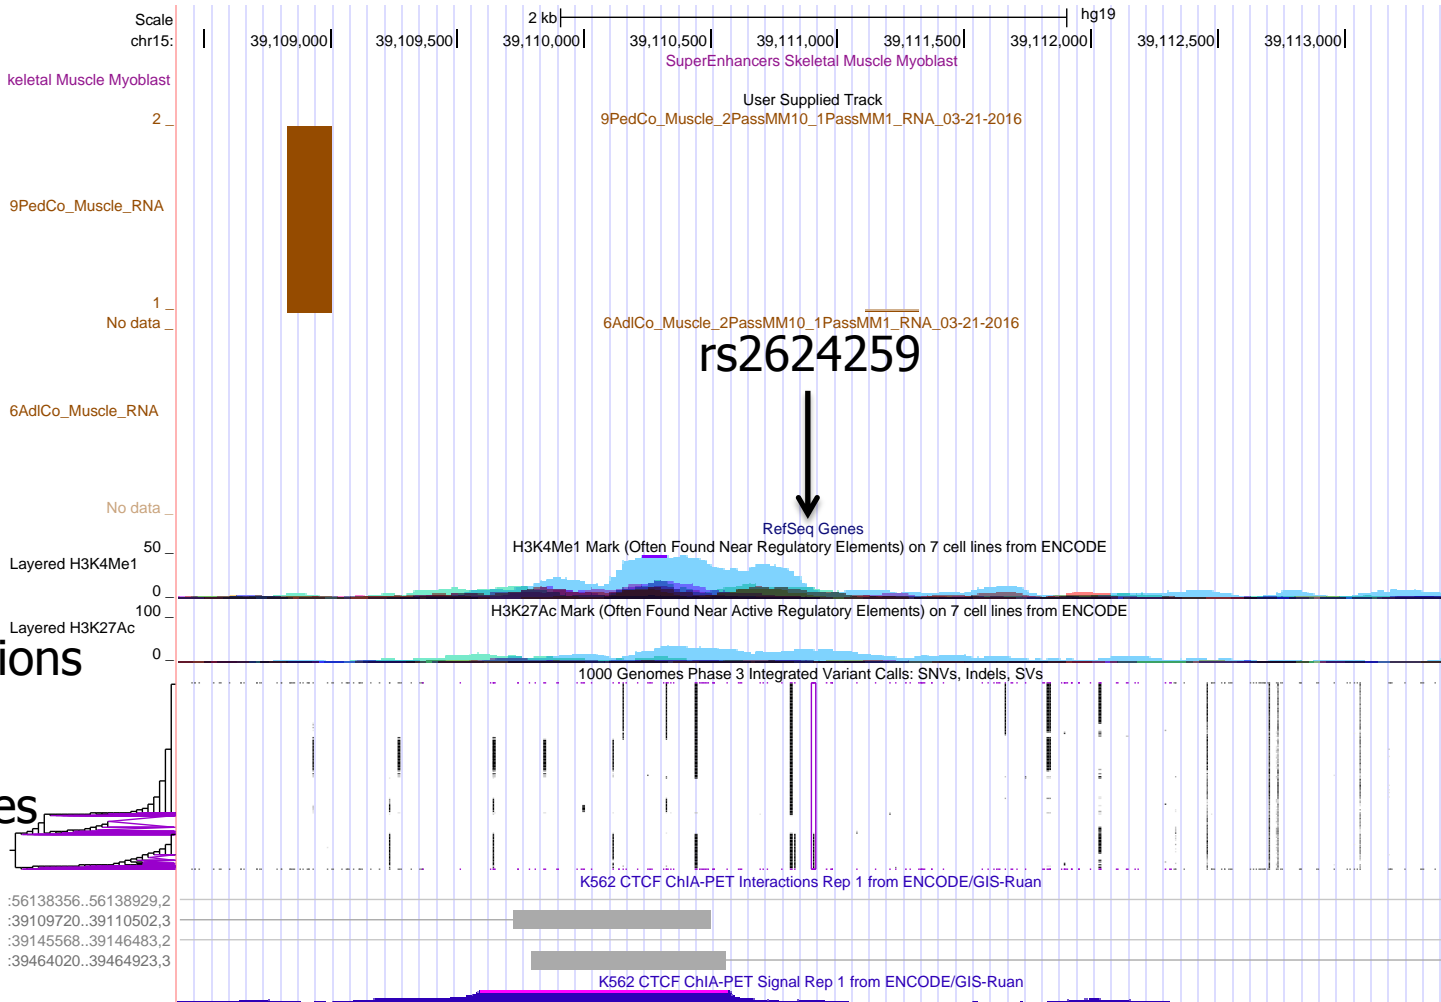 Scale 2 kb hg19
chr15: 39,109,000 39,109,500 39,110,000 39,110,500 39,111,000 39,111,500 39,112,000 39,112,500 39,113,000
SuperEnhancers Skeletal Muscle Myoblast
keletal Muscle Myoblast
User Supplied Track
2 _ 9PedCo_Muscle_2PassMM10_1PassMM1_RNA_03-21-2016
9PedCo_Muscle_RNA
1 _
No data _ 6AdlCo_Muscle_2PassMM10_1PassMM1_RNA_03-21-2016
rs2624259
6AdlCo_Muscle_RNA
No data _
RefSeq Genes
50 _ H3K4Me1 Mark (Often Found Near Regulatory Elements) on 7 cell lines from ENCODE
Layered H3K4Me1
0 _
100 _ H3K27Ac Mark (Often Found Near Active Regulatory Elements) on 7 cell lines from ENCODE
Layered H3K27Ac
ions
0 _
1000 Genomes Phase 3 Integrated Variant Calls: SNVs, Indels, SVs
es
K562 CTCF ChIA-PET Interactions Rep 1 from ENCODE/GIS-Ruan
:56138356..56138929,2
:39109720..39110502,3
:39145568..39146483,2
:39464020..39464923,3
K562 CTCF ChIA-PET Signal Rep 1 from ENCODE/GIS-Ruan